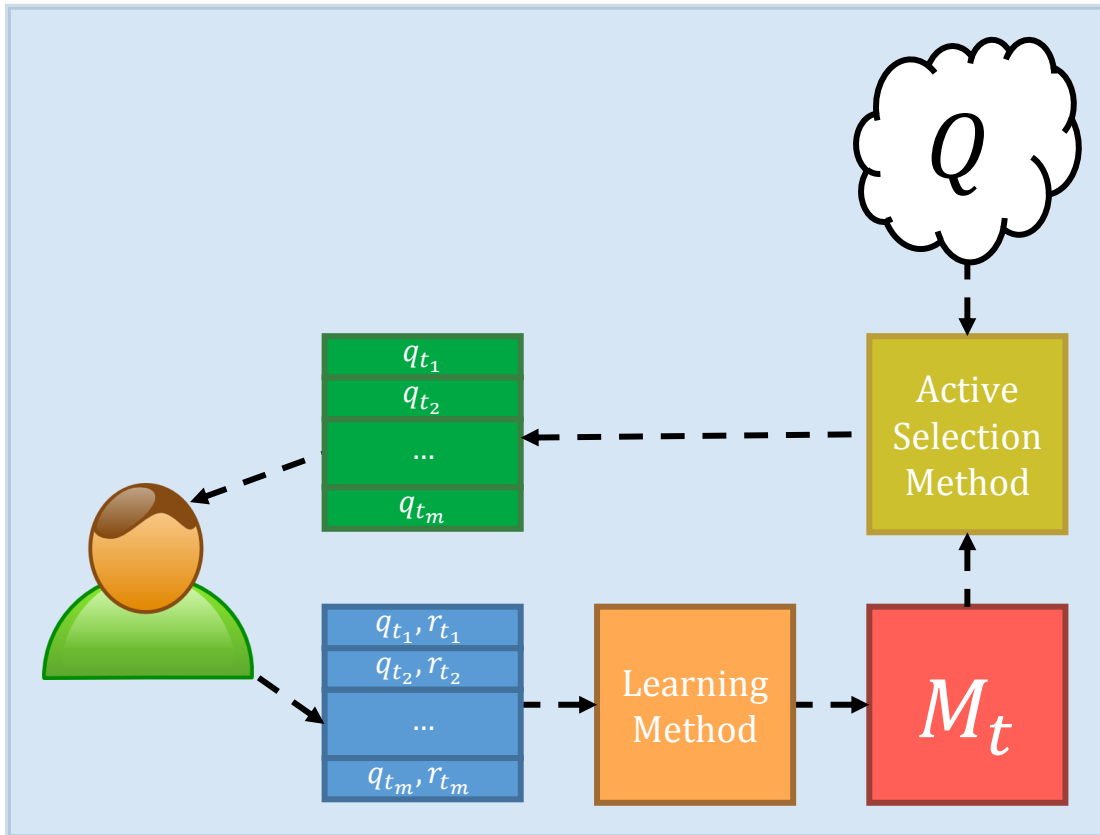 Q
q_{t_1}
q_{t_2}
...
q_{t_m}
Active
Selection
Method
q_{t_1}, r_{t_1}
q_{t_2}, r_{t_2}
...
q_{t_m}, r_{t_m}
Learning
Method
M_t